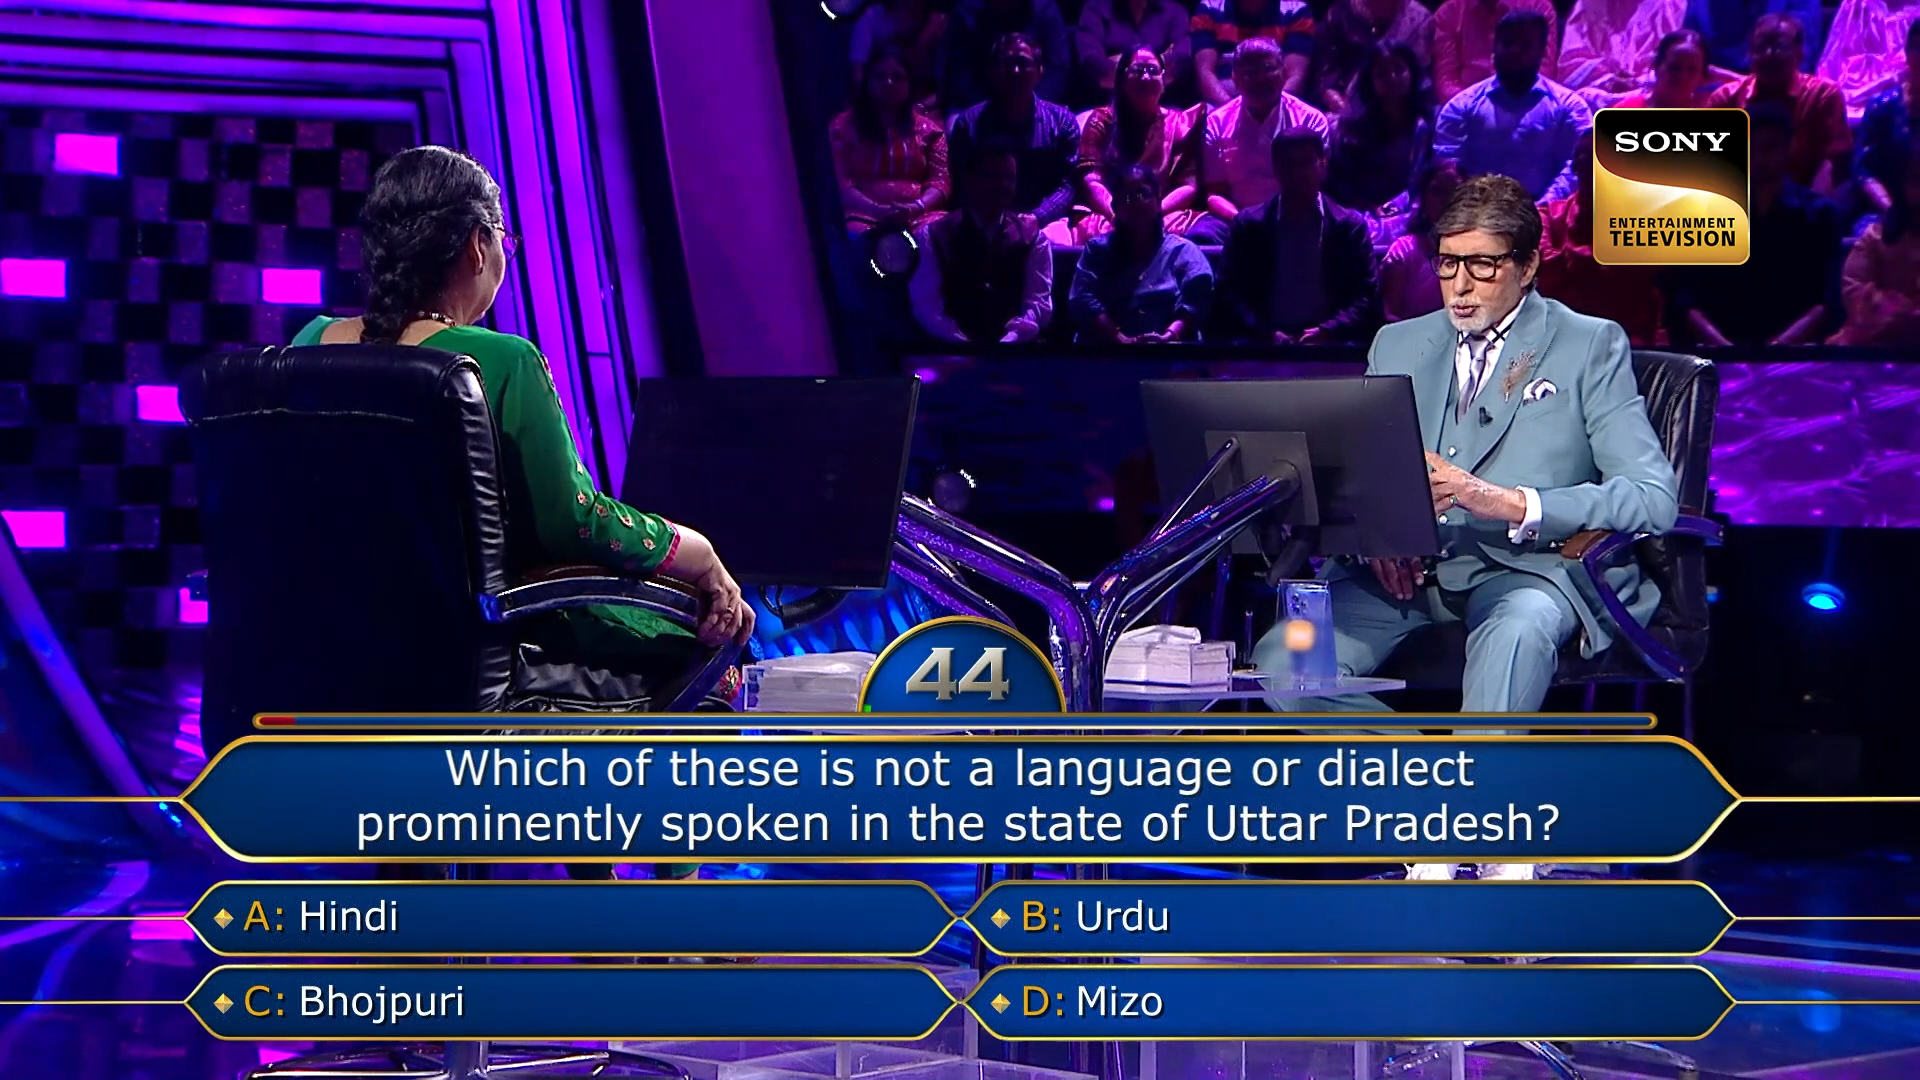 SONY
ENTERTAINMENT
TELEVISION
44
Which of these is not a language or dialect
prominently spoken in the state of Uttar Pradesh?
A: Hindi
B: Urdu
C: Bhojpuri
D: Mizo